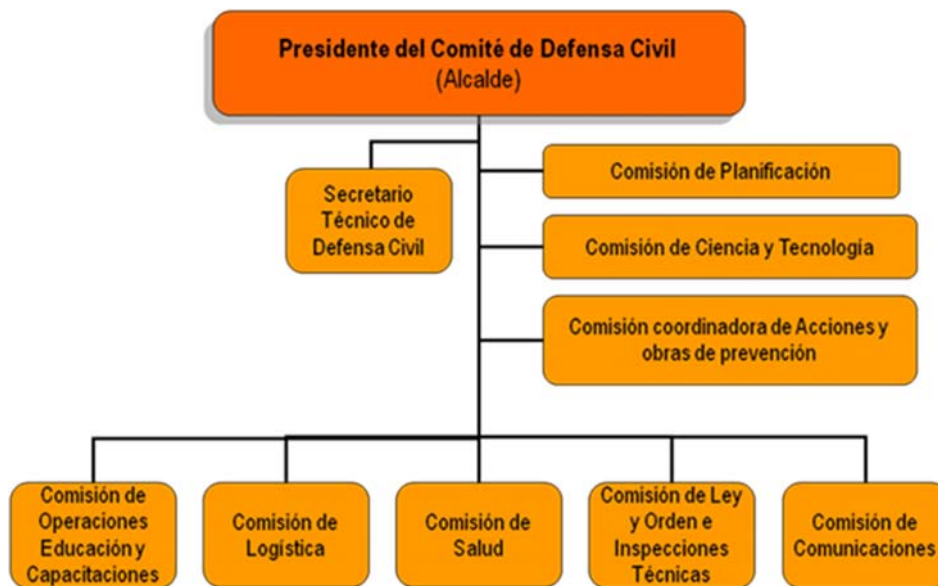 Presidente del Comité de Defensa Civil
(Alcalde)
Secretario
Técnico de
Defensa Civil
Comisión de Planificación
Comisión de Ciencia y Tecnología
Comisión coordinadora de Acciones y
obras de prevención
Comisión de
Operaciones
Educación y
Capacitaciones
Comisión de
Logística
Comisión de
Salud
Comisión de Ley
y Orden e
Inspecciones
Técnicas
Comisión de
Comunicaciones